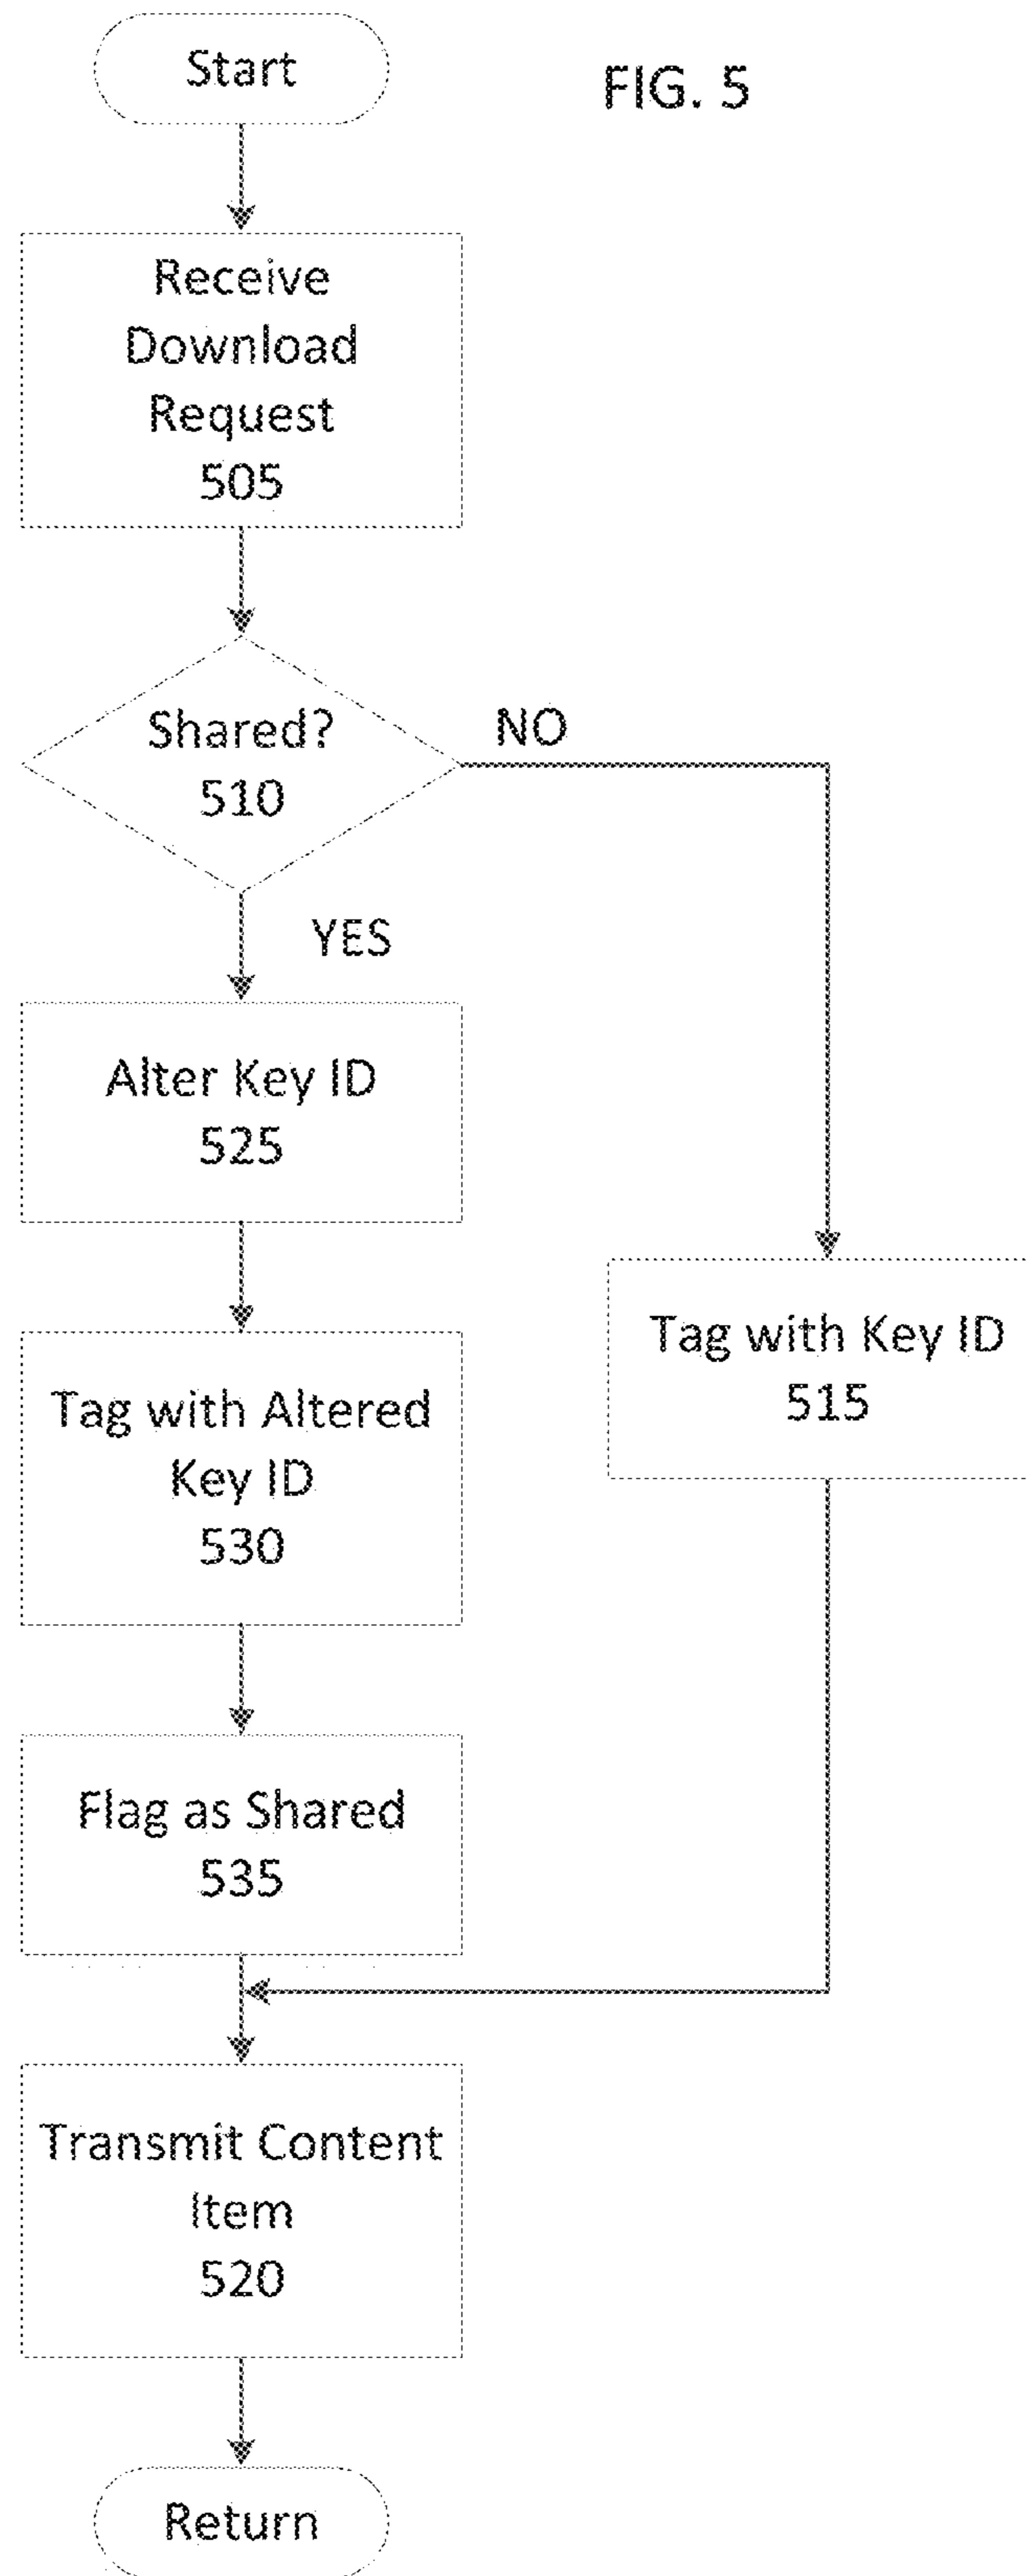 Start
FIG. 5
Receive
Download
Request
505
Shared?
510
NO
YES
Alter Key ID
525
Tag with Key ID
515
Tag with Altered
Key ID
530
Flag as Shared
535
Transmit Content
Item
520
Return